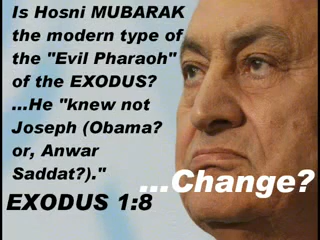 Is Hosni MUBARAK
the modern type of
the "Evil Pharaoh"
of the EXODUS?
...He "knew not
Joseph (Obama?
or, Anwar
Saddat?)."
...Change?
EXODUS 1:8